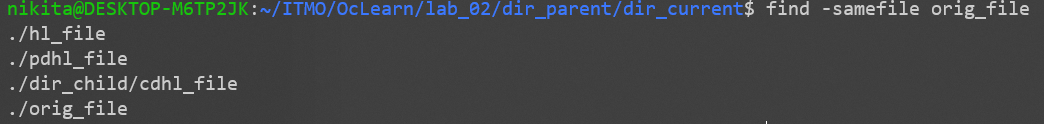 nikita@DESKTOP-M6TP2JK:~/ITMO/OcLearn/lab_02/dir_parent/dir_current$ find -samefile orig_file
./hl_file
./pdhl_file
./dir_child/cdhl_file
./orig_file